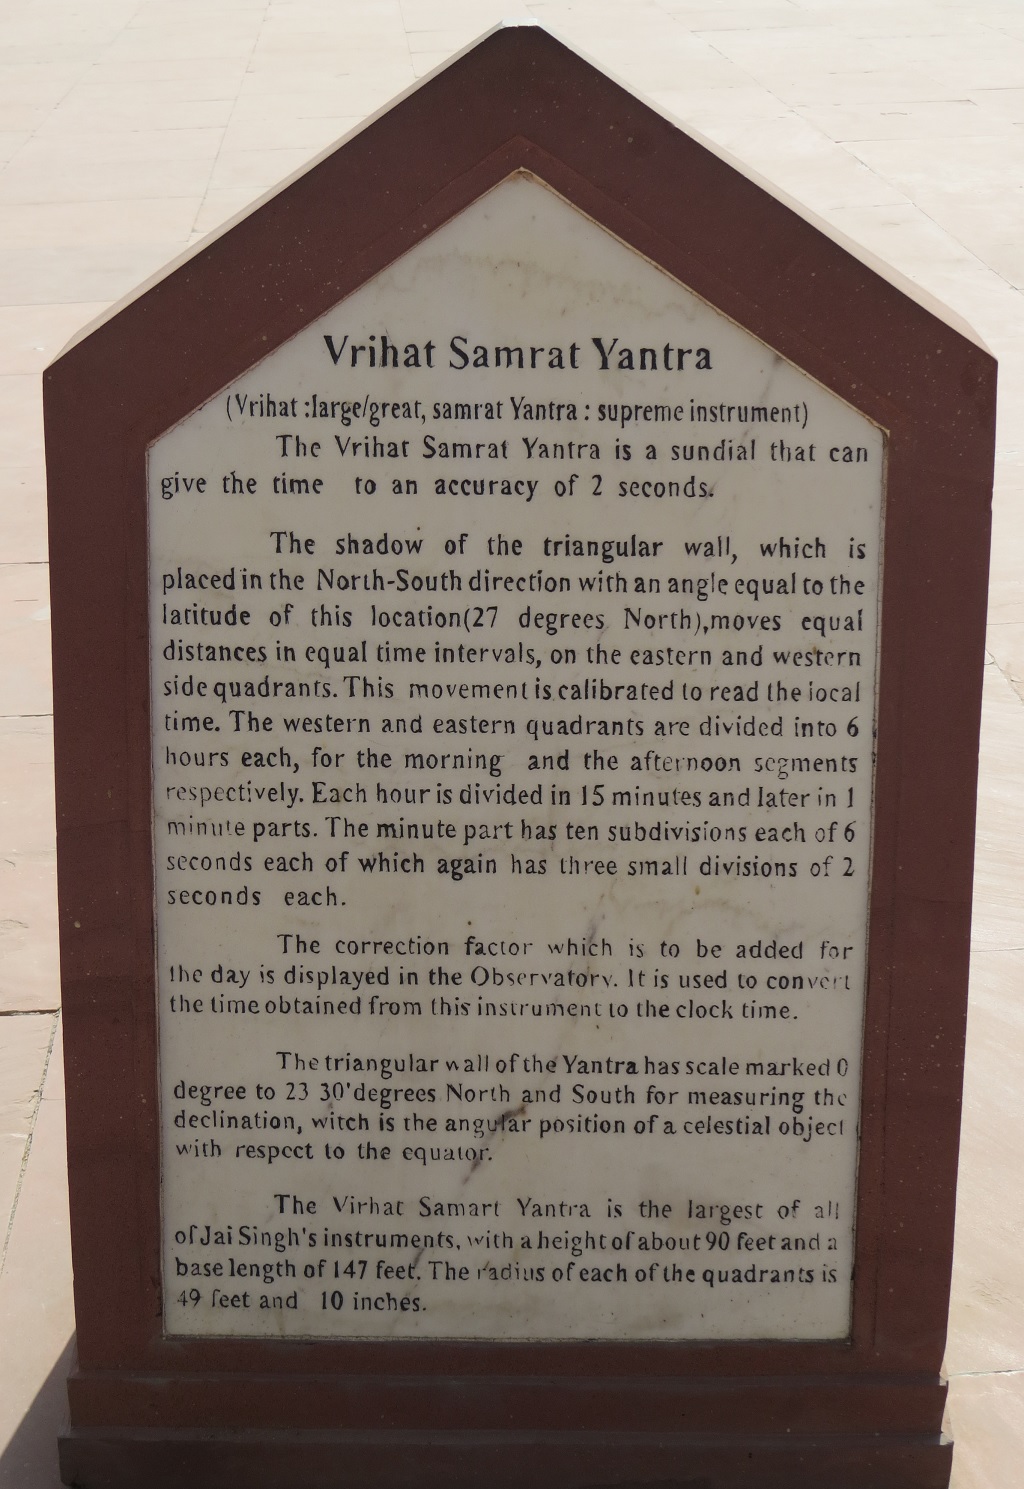 Vrihat Samrat Yantra
(Vrihat :large/great, samrat Yantra : supreme instrument)
The Vrihat Samrat Yantra is a sundial that can
give the time to an accuracy of 2 seconds.
The shadow of the triangular wall, which is
placed in the North-South direction with an angle equal to the
latitude of this location(27 degrees North),moves equal
distances in equal time intervals, on the eastern and western
side quadrants. This movement is calibrated to read the local
time. The western and eastern quadrants are divided into 6
hours each, for the morning and the afternoon segments
respectively. Each hour is divided in 15 minutes and later in 1
minute parts. The minute part has ten subdivisions each of 6
seconds each of which again has three small divisions of 2
seconds each.
The correction factor which is to be added for
the day is displayed in the Observatory. It is used to convert
the time obtained from this instrument to the clock time.
The triangular wall of the Yantra has scale marked 0
degree to 23 30'degrees North and South for measuring the
declination, witch is the angular position of a celestial object
with respect to the equator.
The Virhat Samart Yantra is the largest of all
of Jai Singh's instruments, with a height of about 90 feet and a
base length of 147 feet. The radius of each of the quadrants is
49 feet and 10 inches.